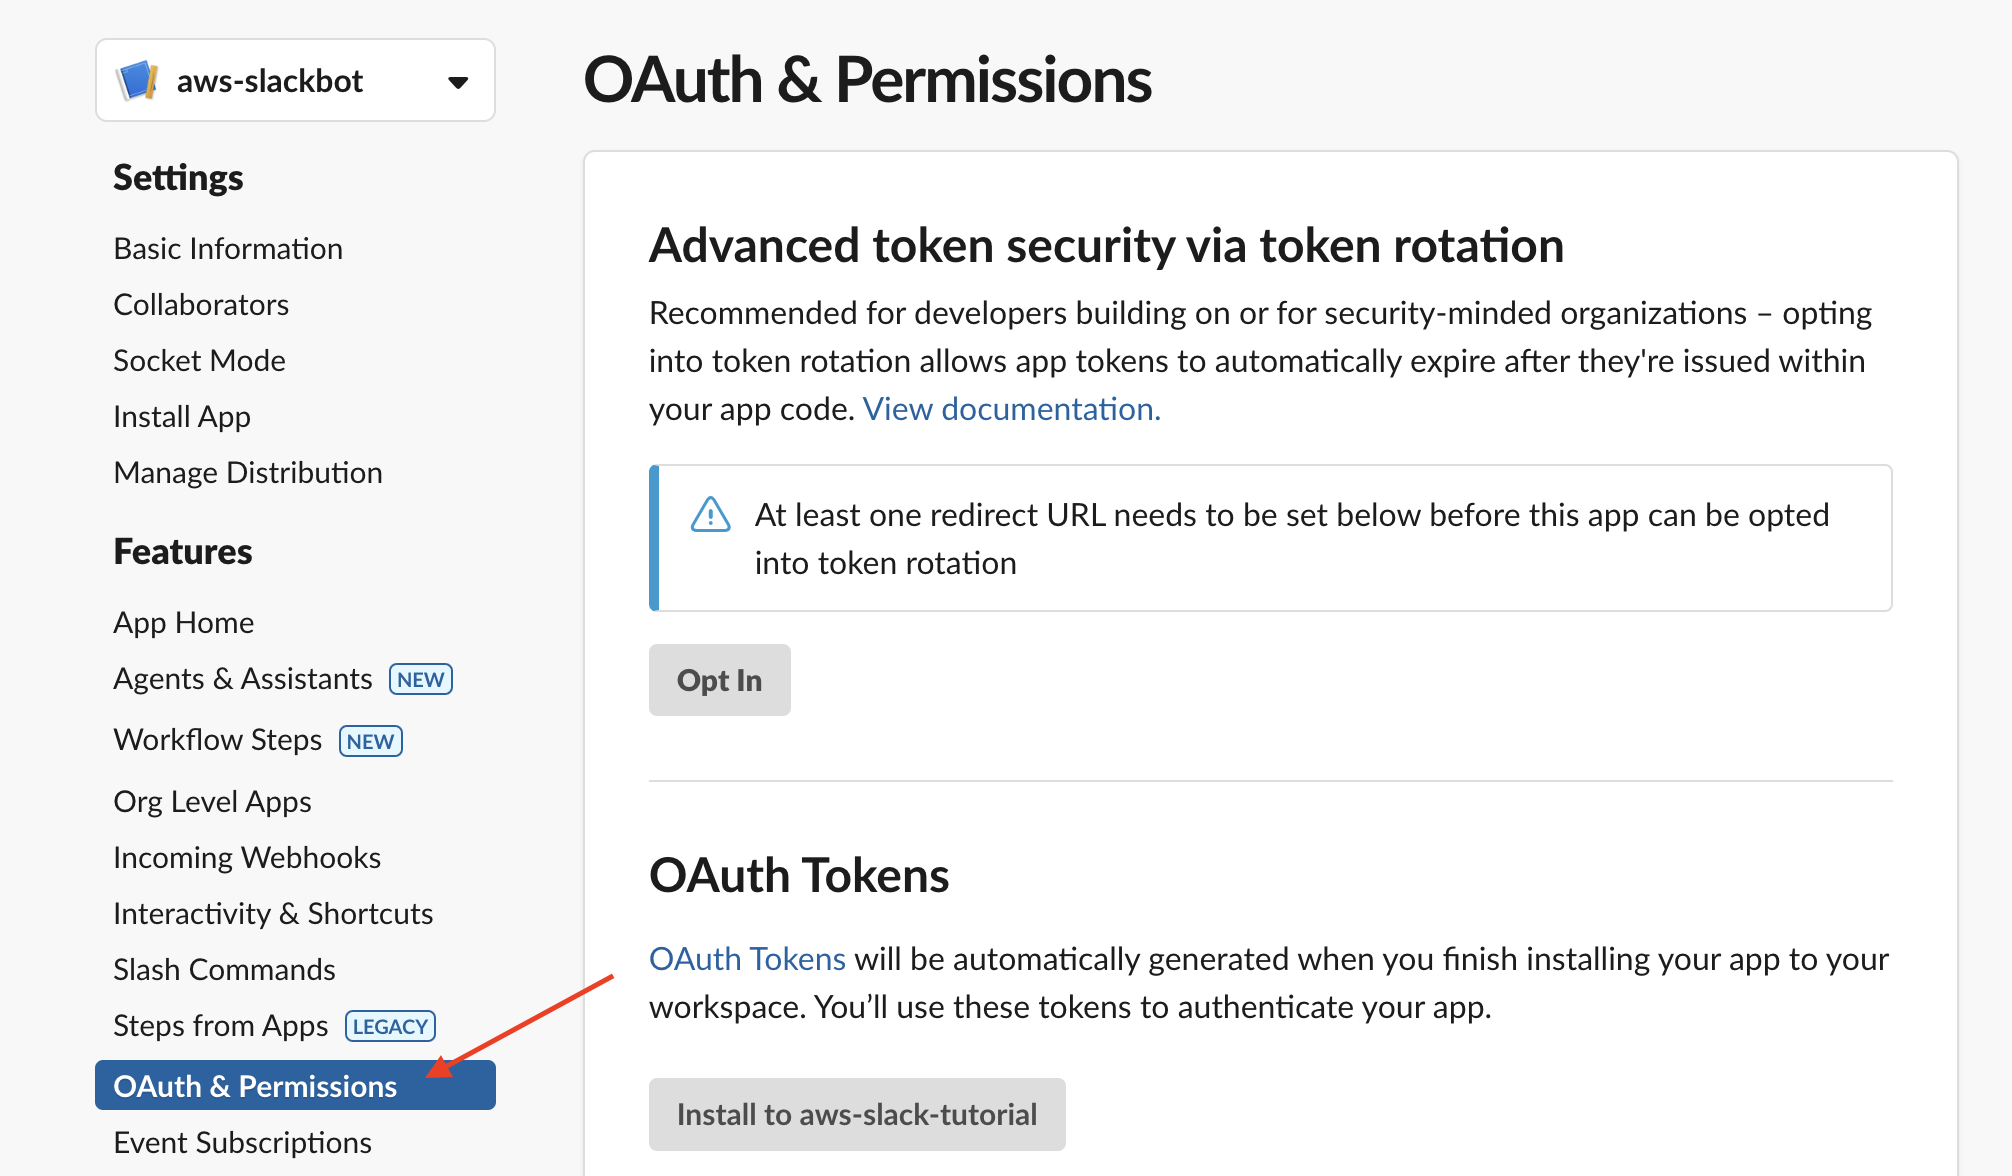 aws-slackbot
Settings
Basic Information
Collaborators
Socket Mode
Install App
Manage Distribution
Features
App Home
Agents & Assistants NEW
Workflow Steps NEW
Org Level Apps
Incoming Webhooks
Interactivity & Shortcuts
Slash Commands
Steps from Apps LEGACY
OAuth & Permissions
Event Subscriptions
OAuth & Permissions
Advanced token security via token rotation
Recommended for developers building on or for security-minded organizations – opting
into token rotation allows app tokens to automatically expire after they're issued within
your app code. View documentation.
At least one redirect URL needs to be set below before this app can be opted
into token rotation
Opt In
OAuth Tokens
OAuth Tokens will be automatically generated when you finish installing your app to your
workspace. You’ll use these tokens to authenticate your app.
Install to aws-slack-tutorial